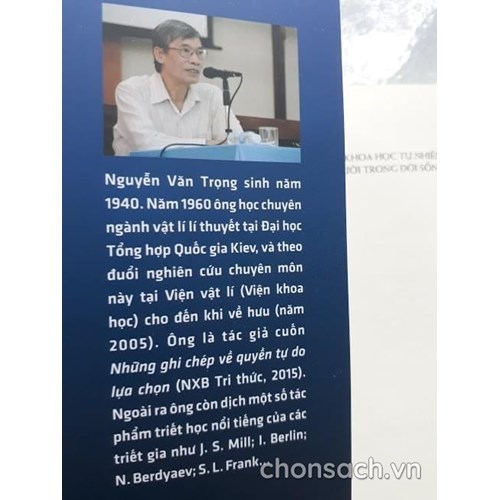 Nguyễn Văn Trọng sinh năm
1940. Năm 1960 ông học chuyên
ngành vật lí lí thuyết tại Đại học
Tổng hợp Quốc gia Kiev, và theo
đuổi nghiên cứu chuyên môn
này tại Viện vật lí (Viện khoa
học) cho đến khi về hưu (năm
2005). Ông là tác giả cuốn
Những ghi chép về quyền tự do
lựa chọn (NXB Tri thức, 2015).
Ngoài ra ông còn dịch một số tác
phẩm triết học nổi tiếng của các
triết gia như J. S. Mill; I. Berlin;
N. Berdyaev; S. L. Frank...
KHOA HỌC TỰ NHIÊ
ƯỜI TRONG ĐỜI SỐN
chonsach.vn